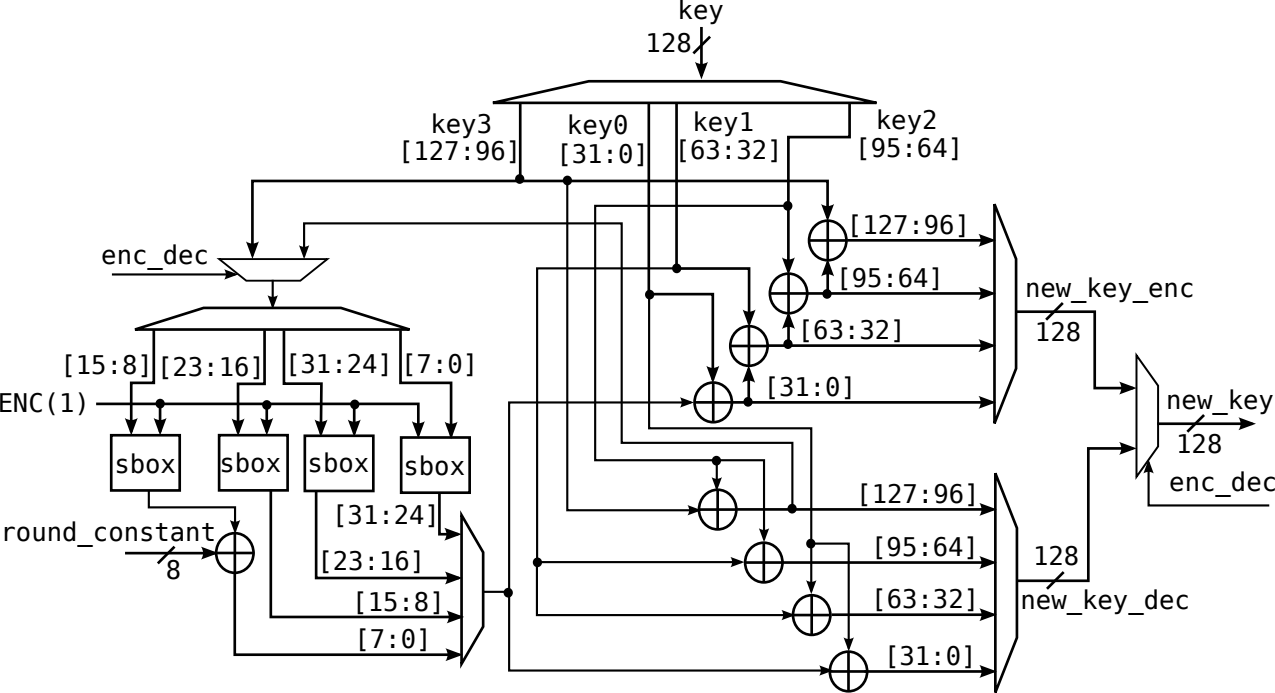 key
128
key3
[127:96]
key0
[31:0]
key1
[63:32]
key2
[95:64]
[127:96]
enc_dec
[95:64]
new_key_enc
128
[63:32]
[15:8]
[23:16]
[31:24]
[7:0]
[31:0]
ENC(1)
new_key
128
sbox
sbox
sbox
sbox
enc_dec
[127:96]
[31:24]
round_constant
8
[23:16]
[95:64]
128
[15:8]
[63:32]
new_key_dec
[7:0]
[31:0]